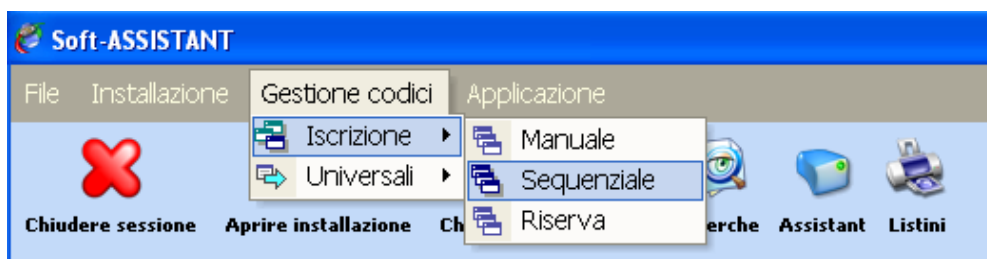 Soft-ASSISTANT
File Installazione Gestione codici Applicazione
Iscrizione Manuale
Universali Sequenziale
Riserva
Chiudere sessione Aprire installazione Ch erche Assistant Listini